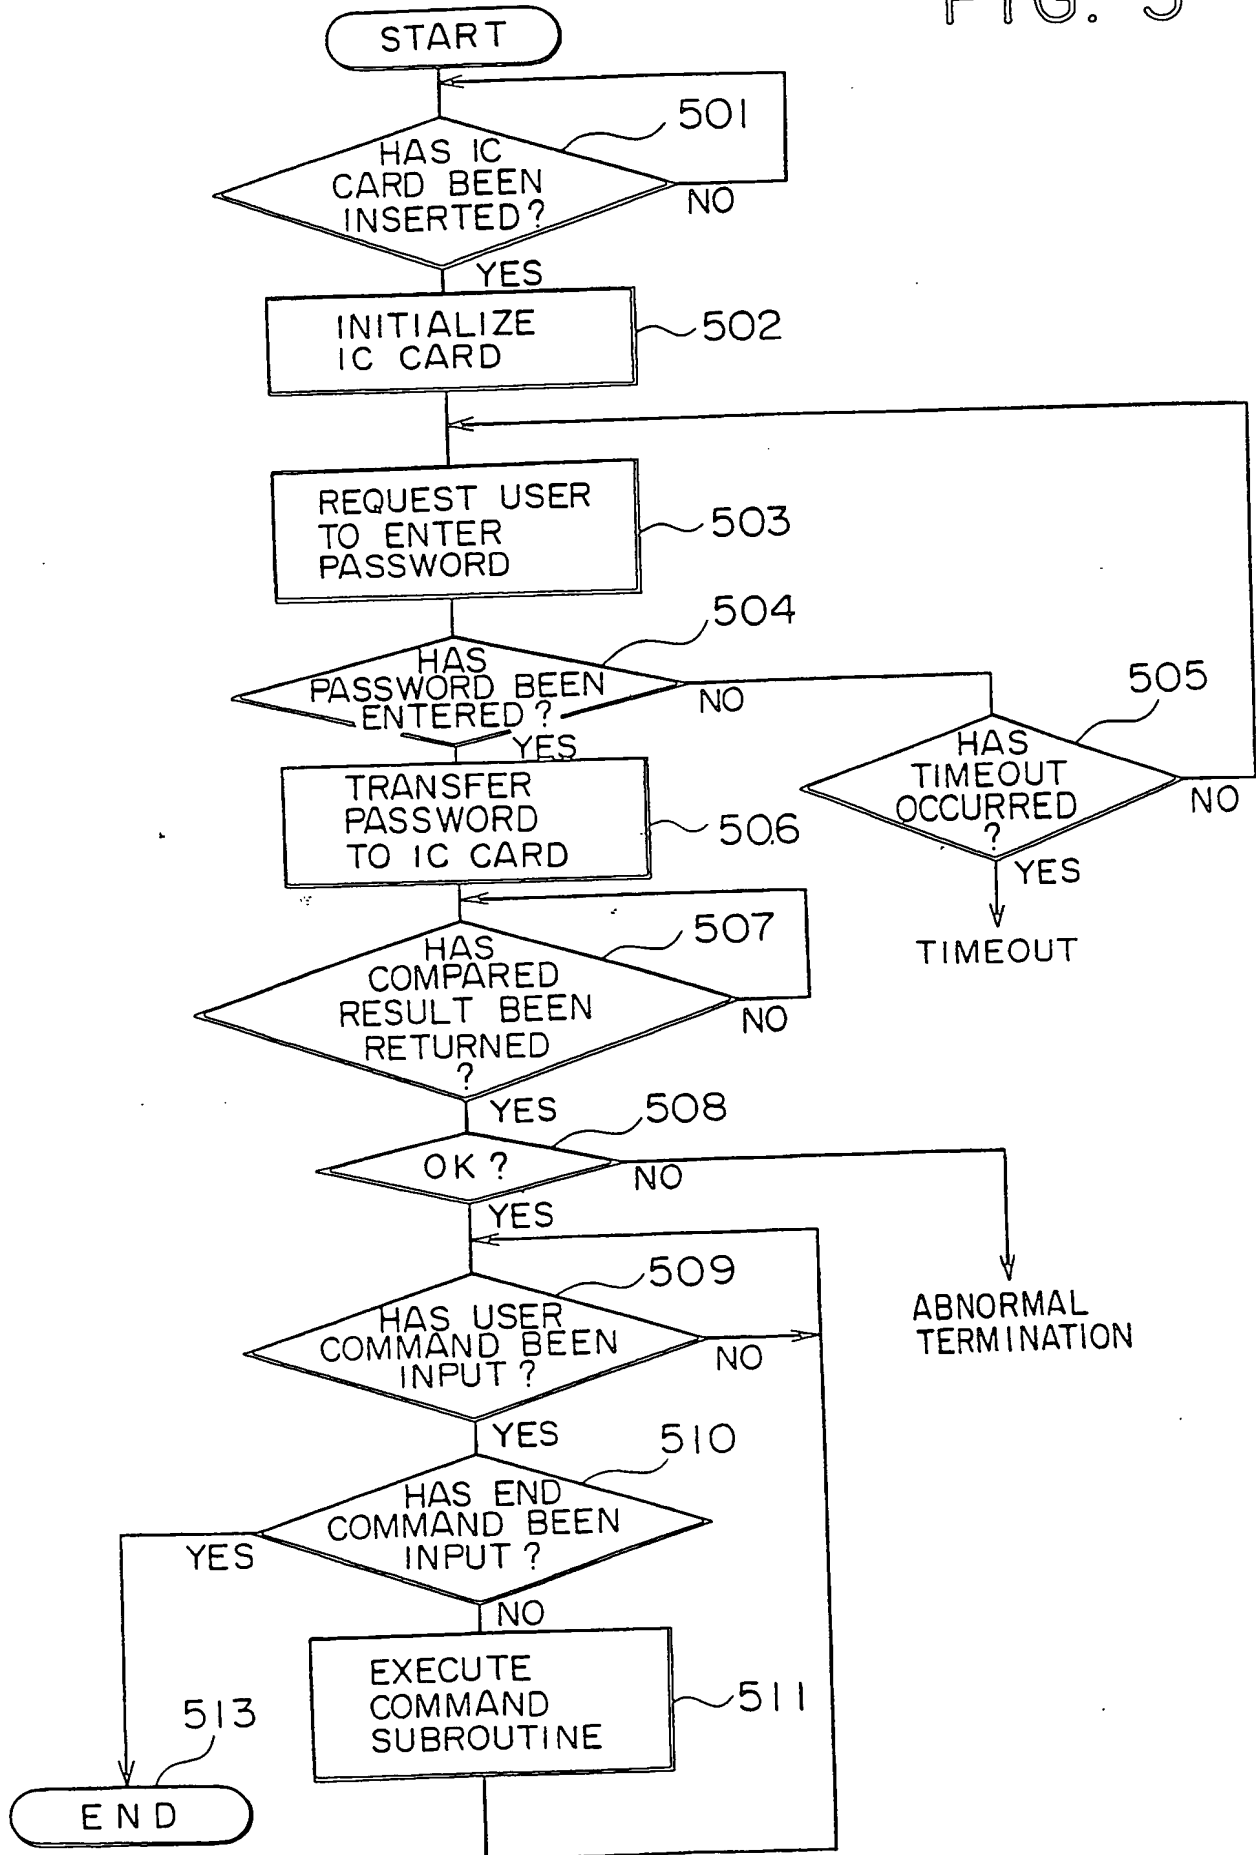 FIG. 5
START
501
HAS IC
CARD BEEN
INSERTED?
NO
YES
INITIALIZE
IC CARD
502
REQUEST USER
TO ENTER
PASSWORD
503
504
HAS
PASSWORD BEEN
ENTERED?
NO
YES
505
HAS
TIMEOUT
OCCURRED
?
NO
YES
TIMEOUT
TRANSFER
PASSWORD
TO IC CARD
506
507
HAS
COMPARED
RESULT BEEN
RETURNED
?
NO
YES
508
OK?
NO
YES
ABNORMAL
TERMINATION
509
HAS USER
COMMAND BEEN
INPUT?
NO
YES
510
HAS END
COMMAND BEEN
INPUT?
YES
NO
EXECUTE
COMMAND
SUBROUTINE
511
513
END